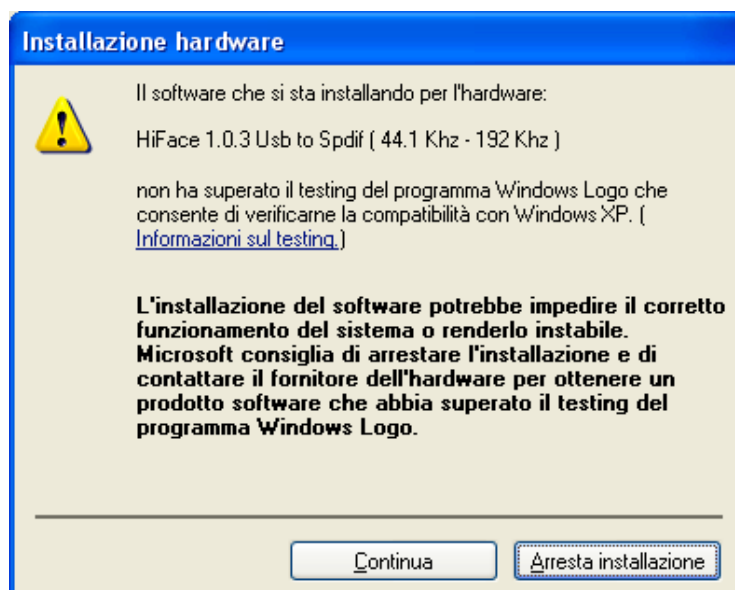 Installazione hardware
Il software che si sta installando per l'hardware:
HiFace 1.0.3 Usb to Spdif ( 44.1 Khz - 192 Khz )
non ha superato il testing del programma Windows Logo che
consente di verificarne la compatibilità con Windows XP. (
Informazioni sul testing.)
L'installazione del software potrebbe impedire il corretto
funzionamento del sistema o renderlo instabile.
Microsoft consiglia di arrestare l'installazione e di
contattare il fornitore dell'hardware per ottenere un
prodotto software che abbia superato il testing del
programma Windows Logo.
Continua
Arresta installazione